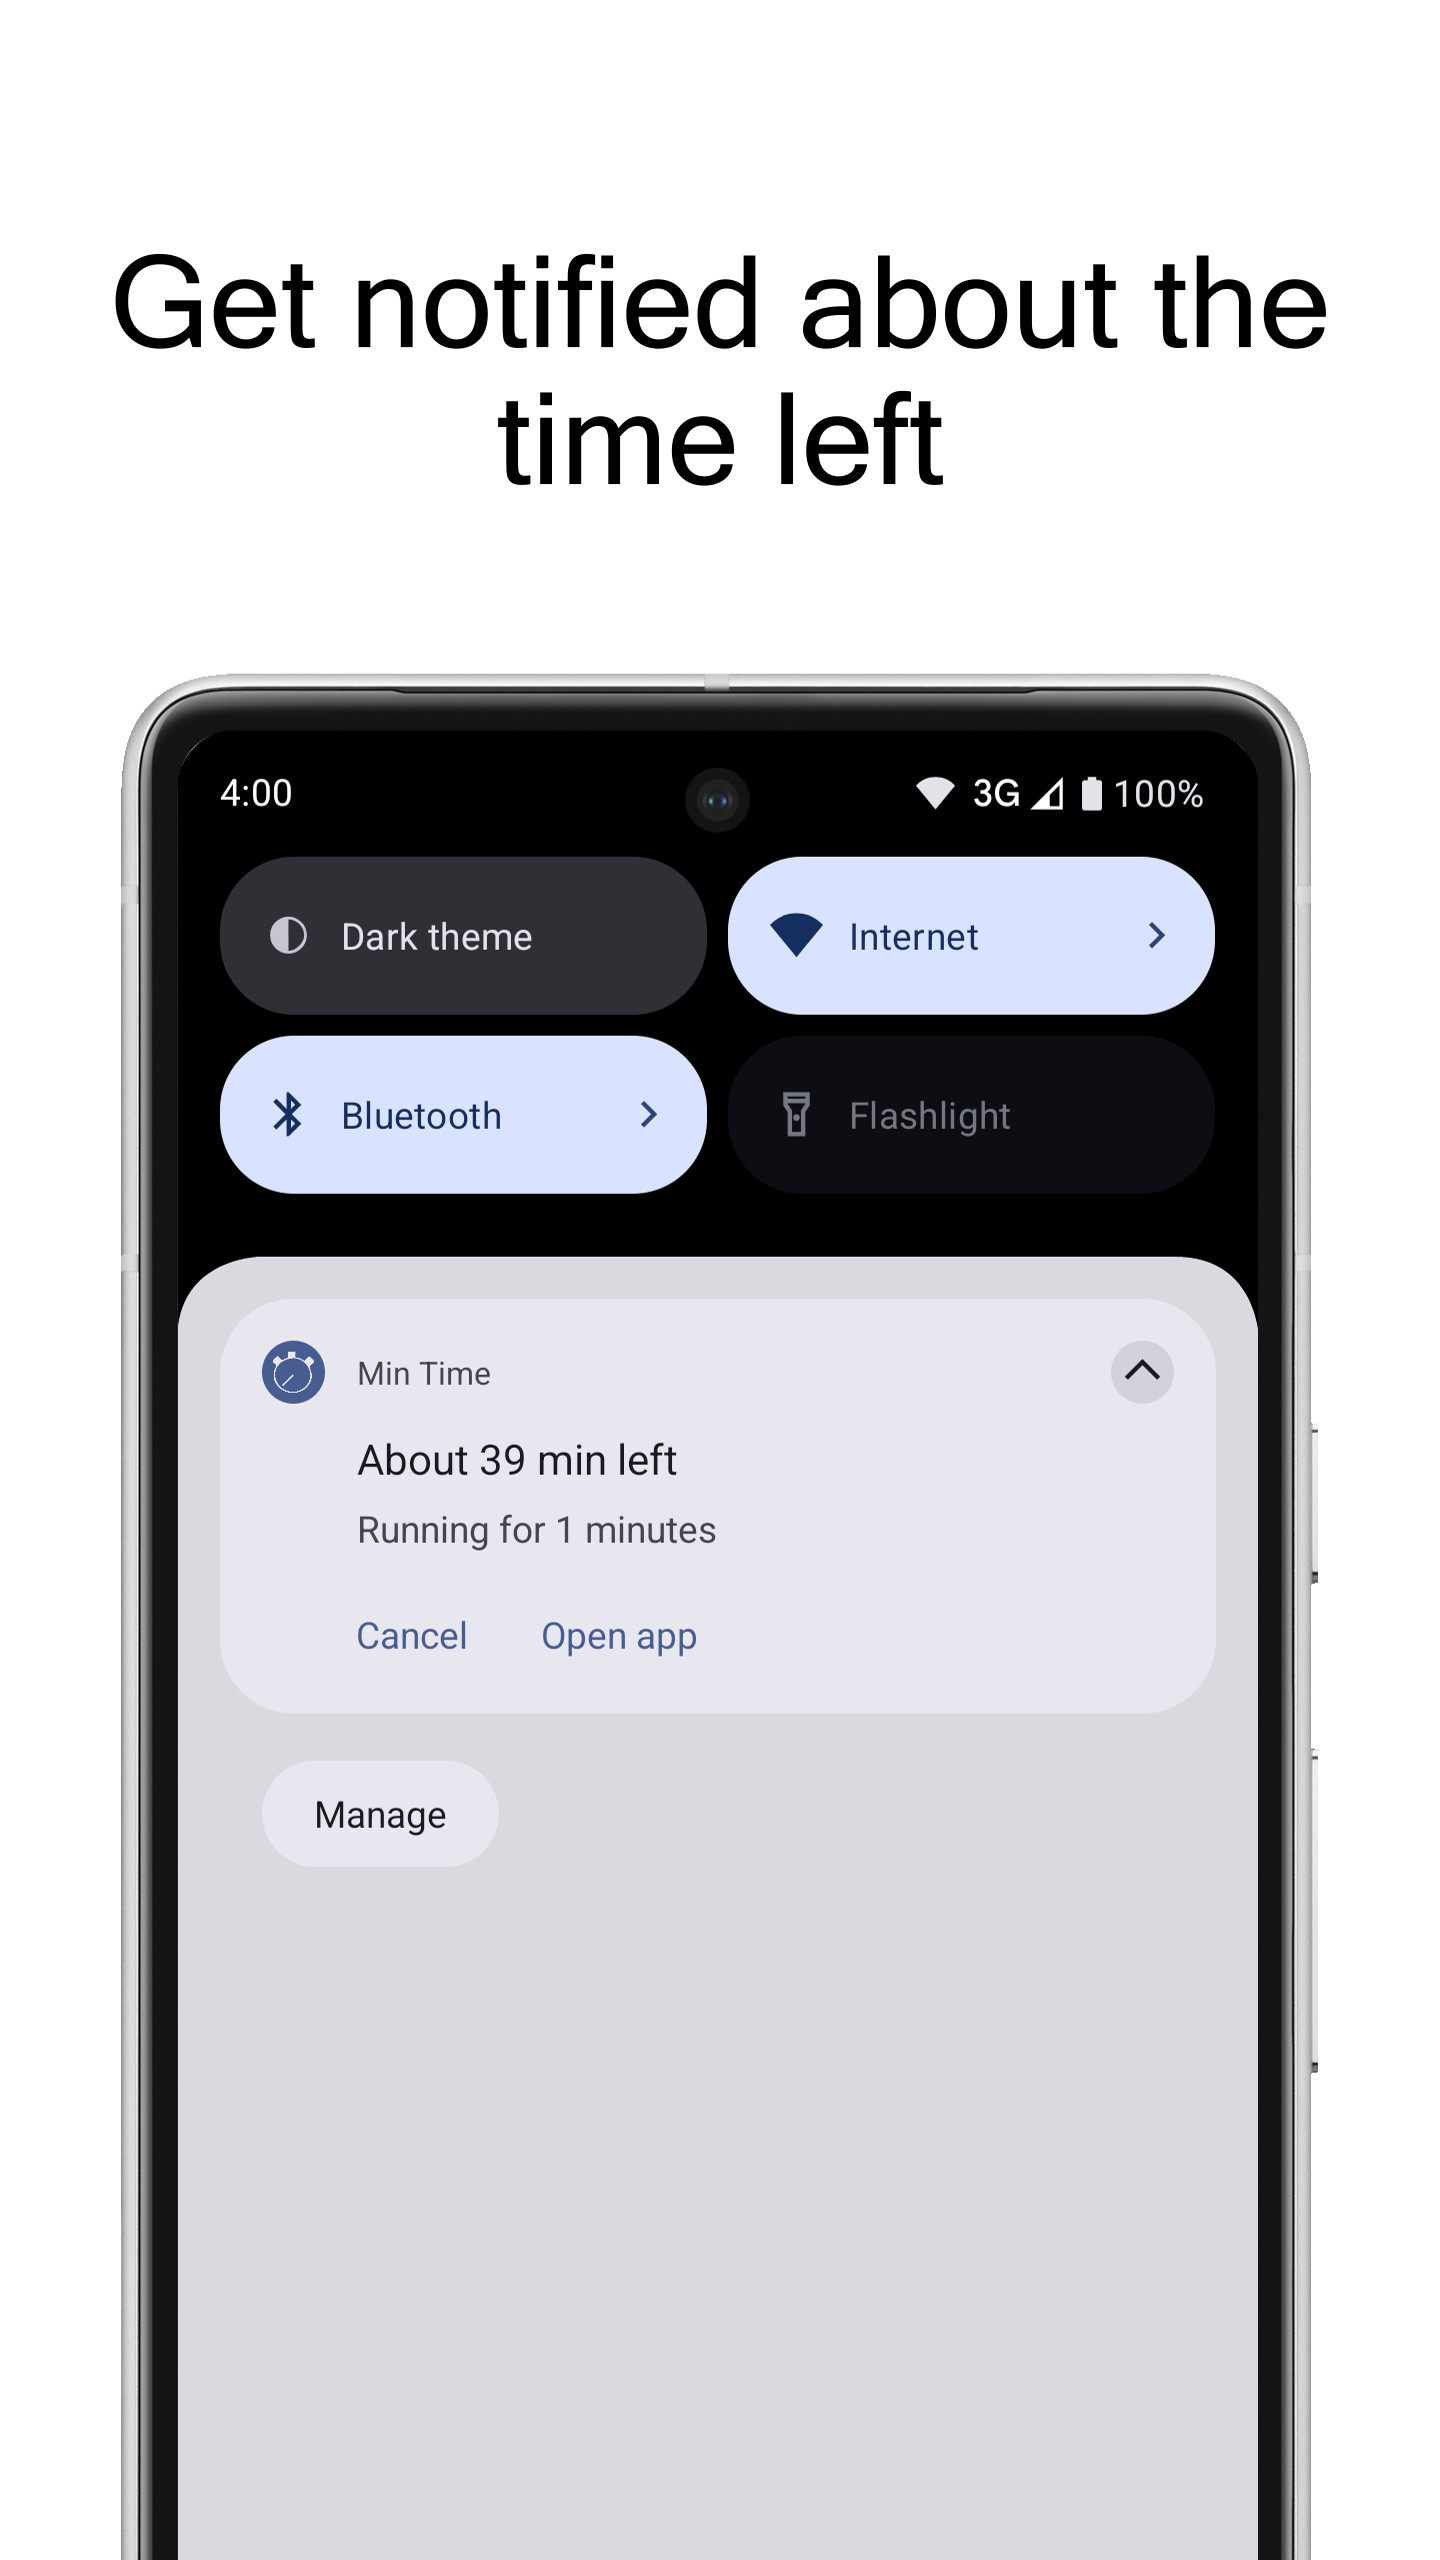 Get notified about the
time left
4:00
3G 100%
Dark theme
Internet
Bluetooth
Flashlight
Min Time
About 39 min left
Running for 1 minutes
Cancel Open app
Manage